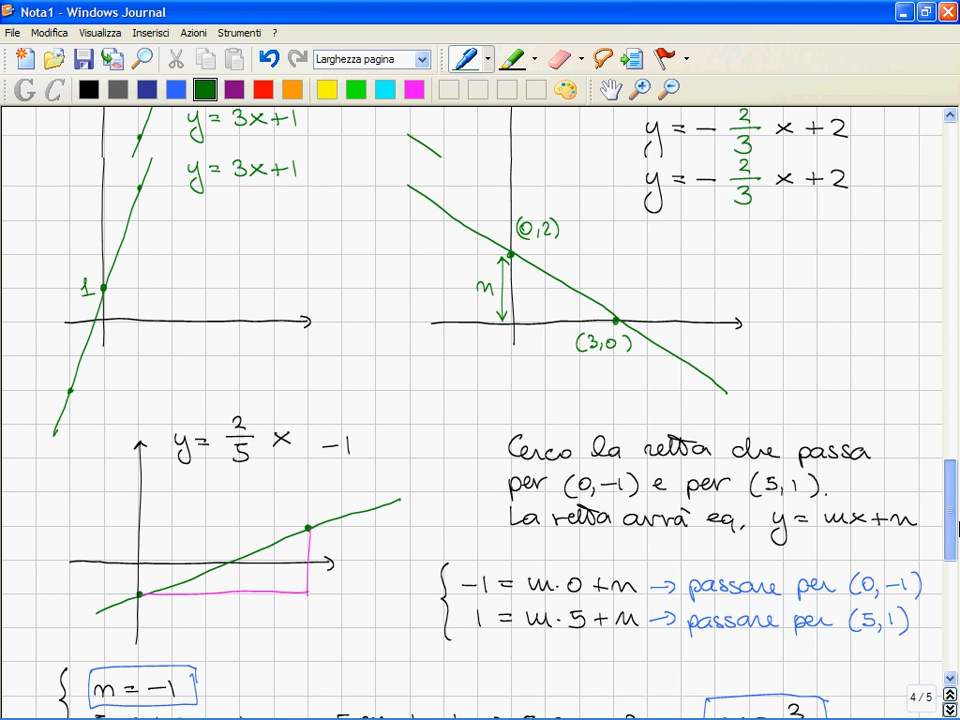 Nota1 - Windows Journal
File Modifica Visualizza Inserisci Azioni Strumenti ?
Larghezza pagina
G C
y = 3x+1
y = 3x+1
1
y = - 2/3 x + 2
y = - 2/3 x + 2
(0,2)
n
(3,0)
y = 2/5 x -1
Cerco la retta che passa
per (0,-1) e per (5,1).
La retta avrà eq. y = mx+n
-1 = m·0+n → passare per (0,-1)
1 = m·5+n → passare per (5,1)
n = -1
4 / 5